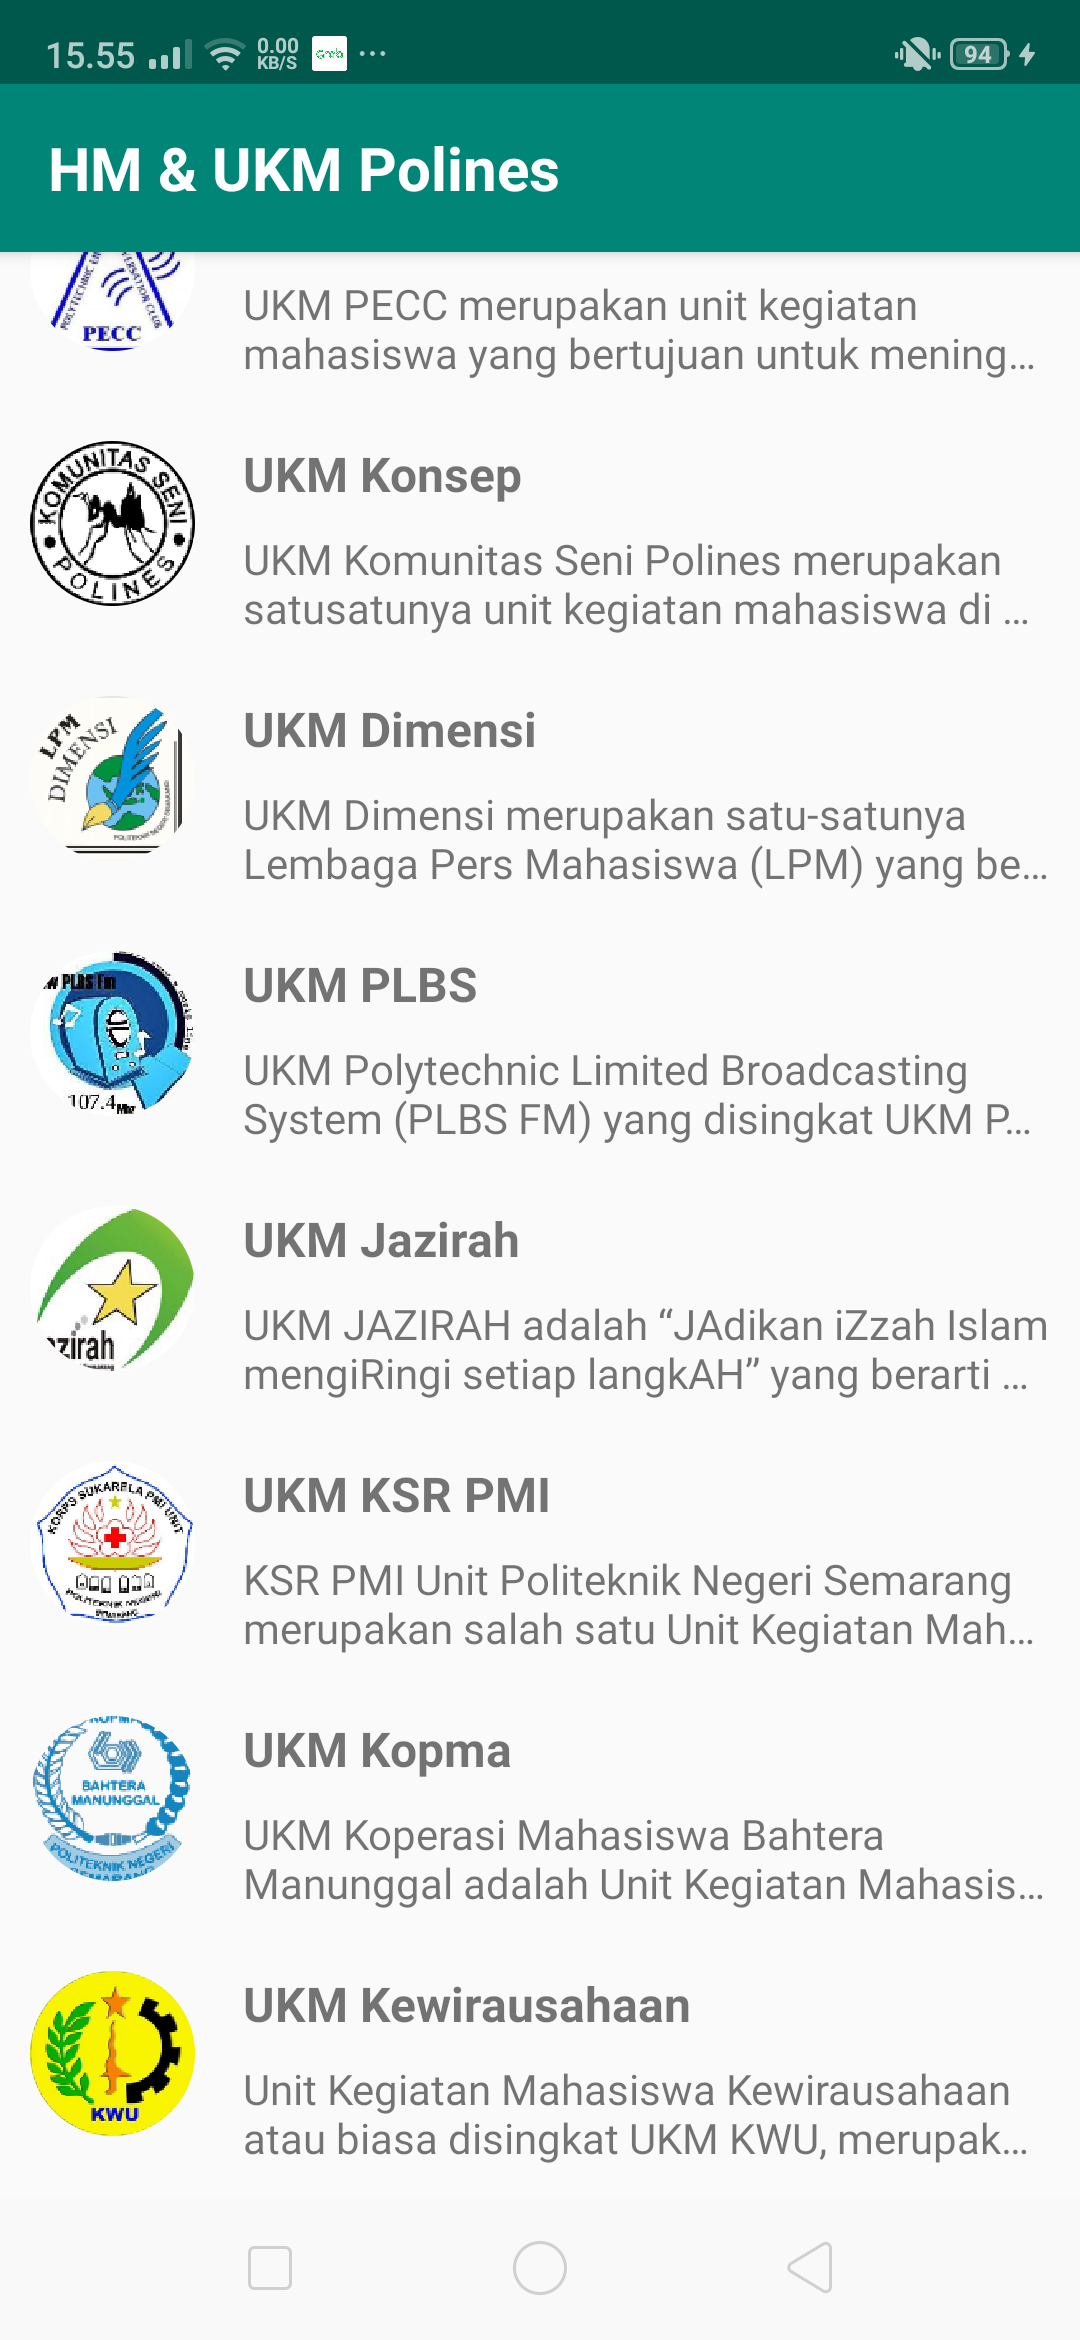 15.55
0.00
KB/S
Grab
94
HM & UKM Polines
PECC
UKM PECC merupakan unit kegiatan
mahasiswa yang bertujuan untuk mening...
KOMUNITAS SENI
POLINES
UKM Konsep
UKM Komunitas Seni Polines merupakan
satusatunya unit kegiatan mahasiswa di ...
LPM
DIMENSI
UKM Dimensi
UKM Dimensi merupakan satu-satunya
Lembaga Pers Mahasiswa (LPM) yang be...
PLBS Fm
107.4
UKM PLBS
UKM Polytechnic Limited Broadcasting
System (PLBS FM) yang disingkat UKM P...
zirah
UKM Jazirah
UKM JAZIRAH adalah “JAdikan iZzah Islam
mengiRingi setiap langkAH” yang berarti ...
KORPS SUKARELA PMI UNIT
POLITEKNIK NEGERI
SEMARANG
UKM KSR PMI
KSR PMI Unit Politeknik Negeri Semarang
merupakan salah satu Unit Kegiatan Mah...
BAHTERA
MANUNGGAL
POLITEKNIK NEGERI
SEMARANG
UKM Kopma
UKM Koperasi Mahasiswa Bahtera
Manunggal adalah Unit Kegiatan Mahasis...
KWU
UKM Kewirausahaan
Unit Kegiatan Mahasiswa Kewirausahaan
atau biasa disingkat UKM KWU, merupak...